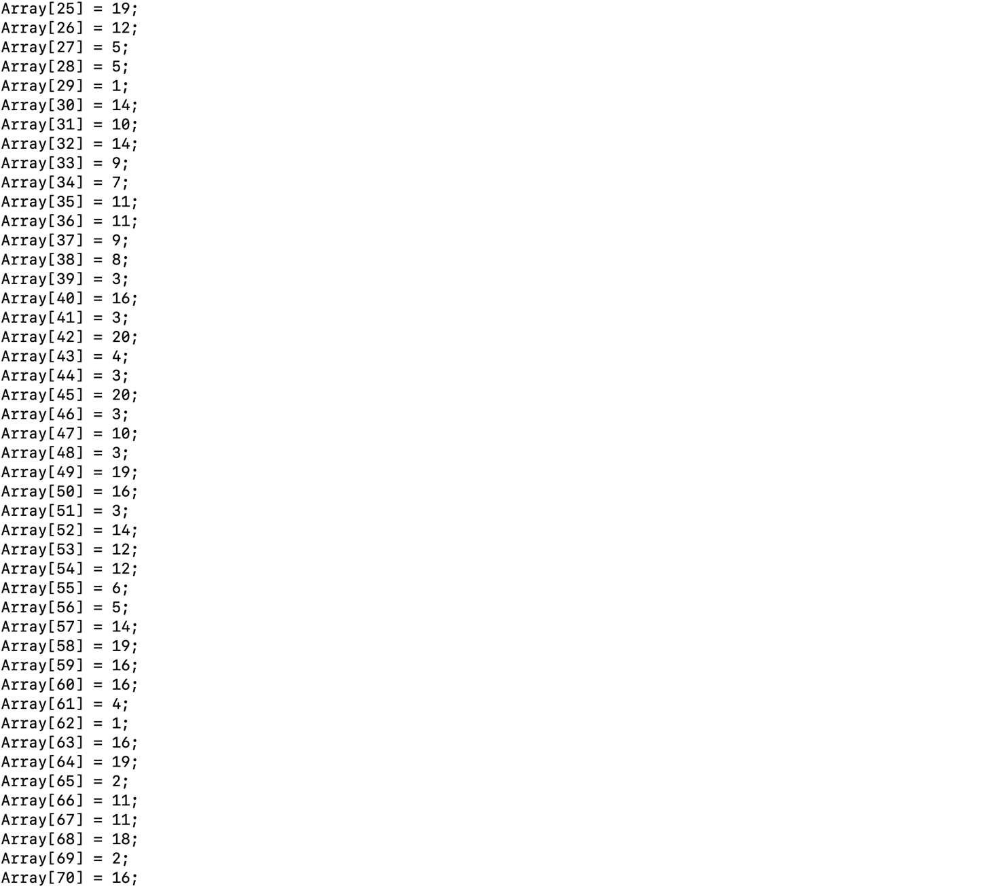 Array[25] = 19;
Array[26] = 12;
Array[27] = 5;
Array[28] = 5;
Array[29] = 1;
Array[30] = 14;
Array[31] = 10;
Array[32] = 14;
Array[33] = 9;
Array[34] = 7;
Array[35] = 11;
Array[36] = 11;
Array[37] = 9;
Array[38] = 8;
Array[39] = 3;
Array[40] = 16;
Array[41] = 3;
Array[42] = 20;
Array[43] = 4;
Array[44] = 3;
Array[45] = 20;
Array[46] = 3;
Array[47] = 10;
Array[48] = 3;
Array[49] = 19;
Array[50] = 16;
Array[51] = 3;
Array[52] = 14;
Array[53] = 12;
Array[54] = 12;
Array[55] = 6;
Array[56] = 5;
Array[57] = 14;
Array[58] = 19;
Array[59] = 16;
Array[60] = 16;
Array[61] = 4;
Array[62] = 1;
Array[63] = 16;
Array[64] = 19;
Array[65] = 2;
Array[66] = 11;
Array[67] = 11;
Array[68] = 18;
Array[69] = 2;
Array[70] = 16;